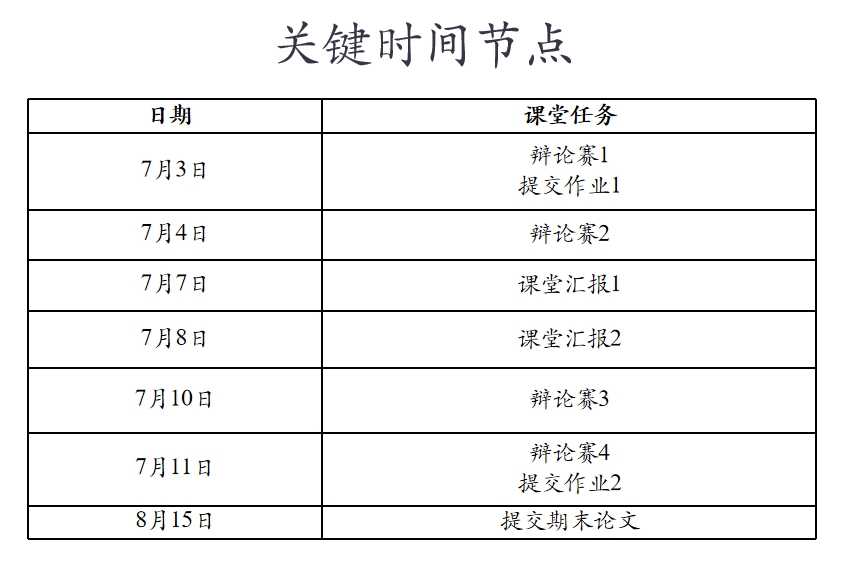 关键时间节点
日期 课堂任务
7月3日 辩论赛1
提交作业1
7月4日 辩论赛2
7月7日 课堂汇报1
7月8日 课堂汇报2
7月10日 辩论赛3
7月11日 辩论赛4
提交作业2
8月15日 提交期末论文